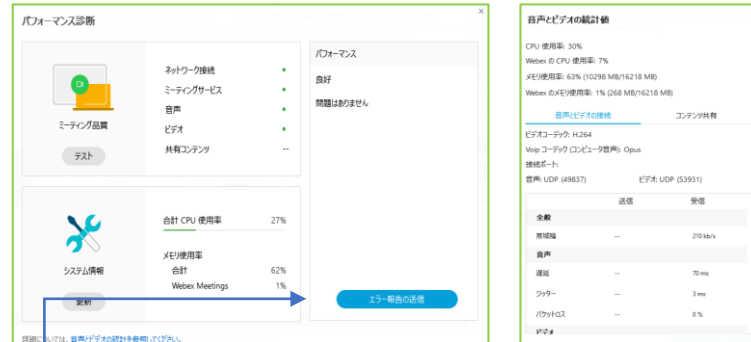 パフォーマンス診断
×
ミーティング品質
テスト
ネットワーク接続
ミーティングサービス
音声
ビデオ
共有コンテンツ --
システム情報
更新
合計 CPU 使用率 27%
メモリ使用率
合計 62%
Webex Meetings 1%
パフォーマンス
良好
問題はありません
エラー報告の送信
詳細については、音声とビデオの統計を参照してください。
音声とビデオの統計値
CPU 使用率: 30%
Webex の CPU 使用率: 7%
メモリ使用率: 63% (10298 MB/16218 MB)
Webex のメモリ使用率: 1% (268 MB/16218 MB)
音声とビデオの接続 コンテンツ共有
ビデオコーデック: H.264
Voip コーデック (コンピュータ音声): Opus
接続ポート:
音声: UDP (49837) ビデオ: UDP (53931)
送信 受信
全般
帯域幅 -- 210 kb/s
音声
遅延 -- 70 ms
ジッター -- 3 ms
パケットロス -- 0 %
ビデオ